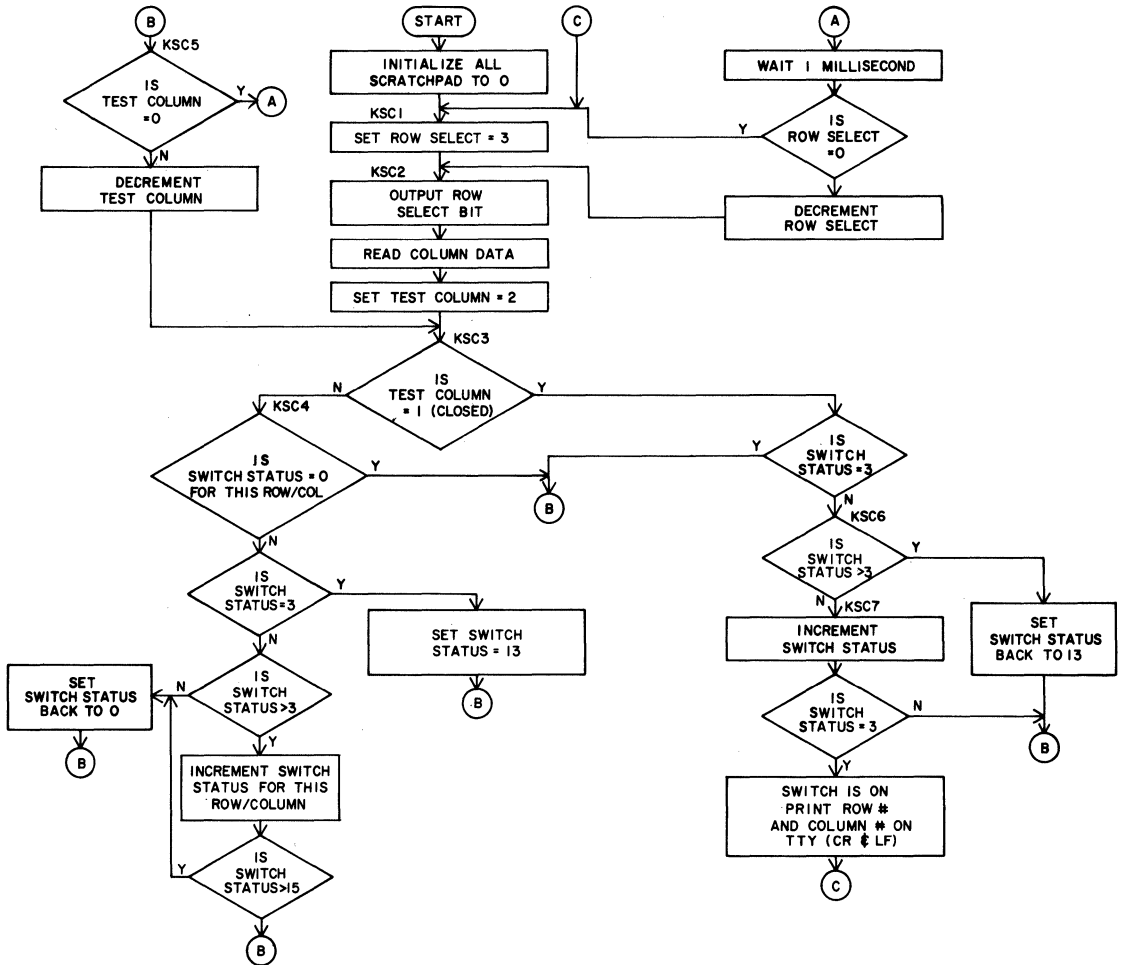 B
KSC5
IS
TEST COLUMN
=0
Y
A
N
DECREMENT
TEST COLUMN
START
INITIALIZE ALL
SCRATCHPAD TO 0
KSC1
SET ROW SELECT = 3
KSC2
OUTPUT ROW
SELECT BIT
READ COLUMN DATA
SET TEST COLUMN = 2
KSC3
C
A
WAIT 1 MILLISECOND
IS
ROW SELECT
=0
Y
N
DECREMENT
ROW SELECT
IS
TEST COLUMN
= 1 (CLOSED)
N
Y
KSC4
IS
SWITCH STATUS = 0
FOR THIS ROW/COL
Y
B
N
IS
SWITCH
STATUS=3
Y
SET SWITCH
STATUS = 13
B
N
IS
SWITCH
STATUS>3
N
SET
SWITCH STATUS
BACK TO 0
B
Y
INCREMENT SWITCH
STATUS FOR THIS
ROW/COLUMN
IS
SWITCH
STATUS>15
Y
B
IS
SWITCH
STATUS=3
Y
N
KSC6
IS
SWITCH
STATUS >3
Y
SET
SWITCH STATUS
BACK TO 13
N
KSC7
INCREMENT
SWITCH STATUS
IS
SWITCH
STATUS = 3
N
B
Y
SWITCH IS ON
PRINT ROW #
AND COLUMN # ON
TTY (CR & LF)
C